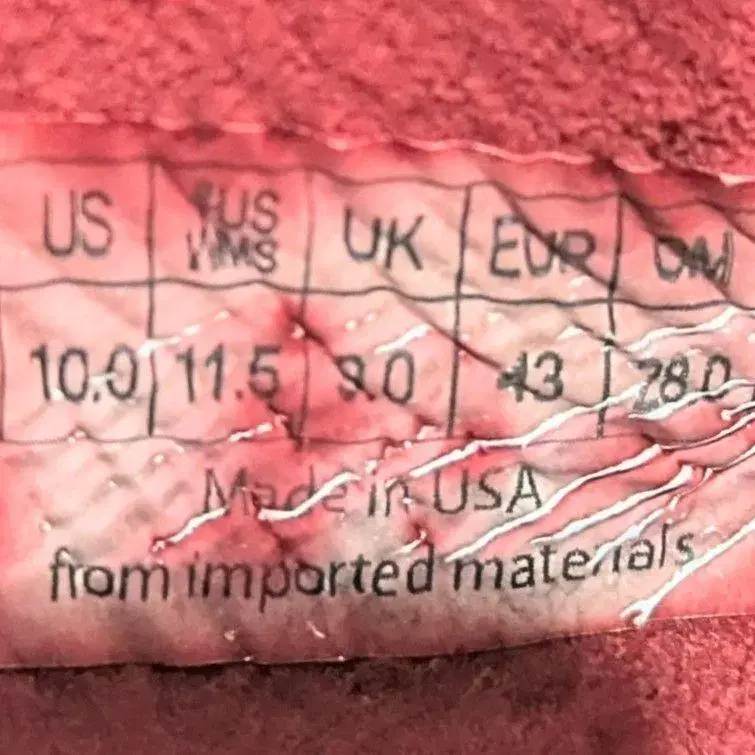 US US WMS UK EUR CM
10.0 11.5 9.0 43 28.0
Made in USA
from imported materials